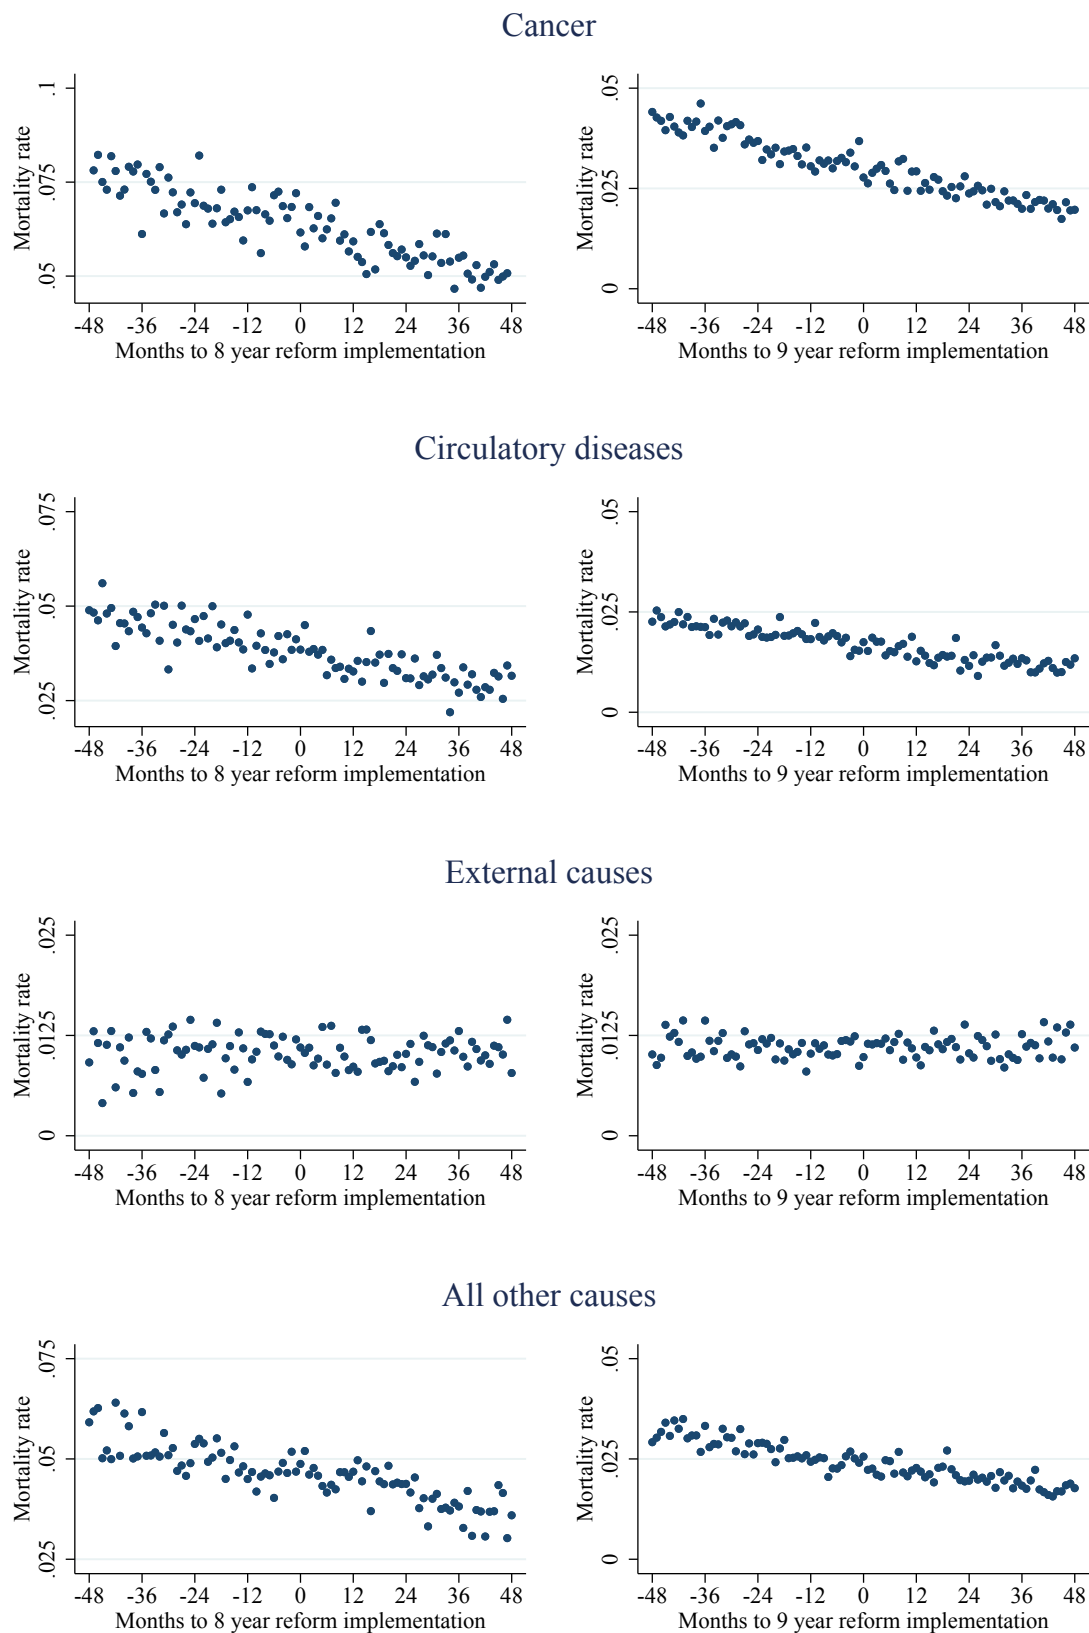 Cancer
Mortality rate
.1
.075
.05
-48 -36 -24 -12 0 12 24 36 48
Months to 8 year reform implementation
Mortality rate
.05
.025
0
-48 -36 -24 -12 0 12 24 36 48
Months to 9 year reform implementation
Circulatory diseases
Mortality rate
.075
.05
.025
-48 -36 -24 -12 0 12 24 36 48
Months to 8 year reform implementation
Mortality rate
.05
.025
0
-48 -36 -24 -12 0 12 24 36 48
Months to 9 year reform implementation
External causes
Mortality rate
.025
.0125
0
-48 -36 -24 -12 0 12 24 36 48
Months to 8 year reform implementation
Mortality rate
.025
.0125
0
-48 -36 -24 -12 0 12 24 36 48
Months to 9 year reform implementation
All other causes
Mortality rate
.075
.05
.025
-48 -36 -24 -12 0 12 24 36 48
Months to 8 year reform implementation
Mortality rate
.05
.025
0
-48 -36 -24 -12 0 12 24 36 48
Months to 9 year reform implementation